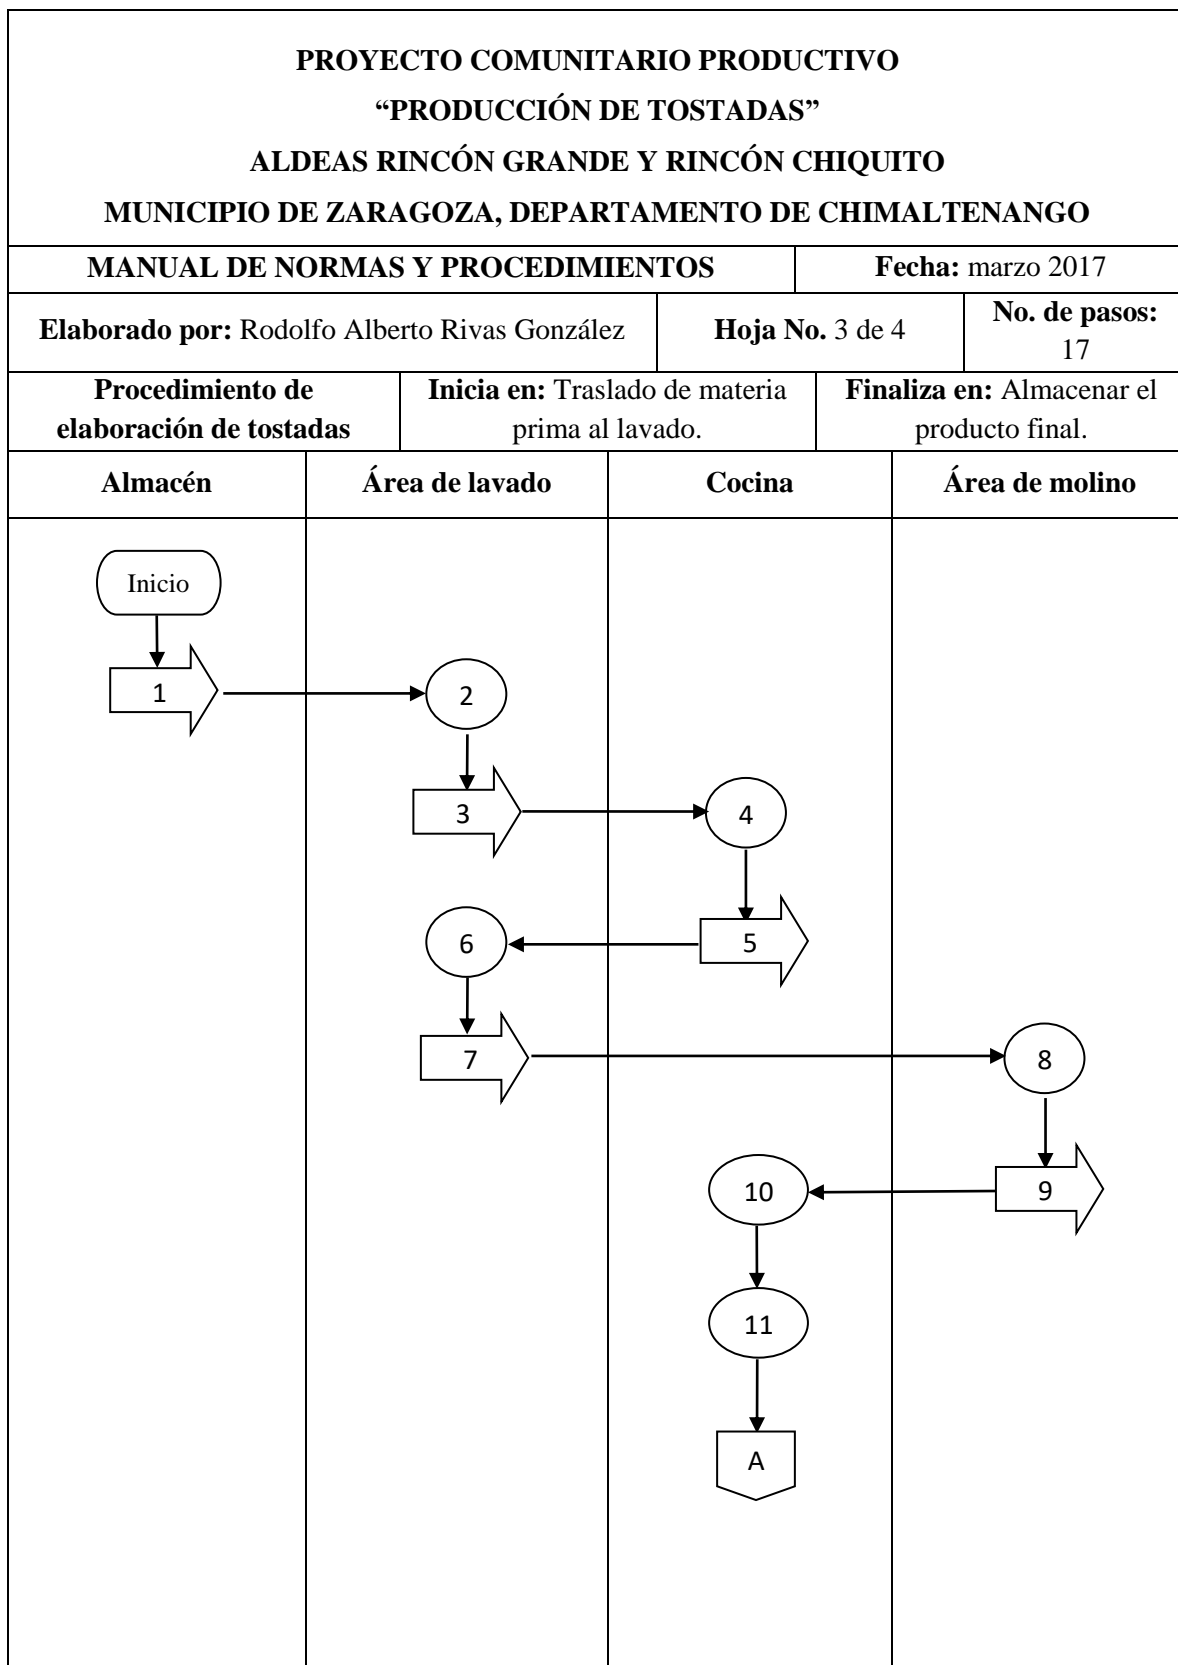 PROYECTO COMUNITARIO PRODUCTIVO
“PRODUCCIÓN DE TOSTADAS”
ALDEAS RINCÓN GRANDE Y RINCÓN CHIQUITO
MUNICIPIO DE ZARAGOZA, DEPARTAMENTO DE CHIMALTENANGO
MANUAL DE NORMAS Y PROCEDIMIENTOS
Fecha: marzo 2017
Elaborado por: Rodolfo Alberto Rivas González
Hoja No. 3 de 4
No. de pasos:
17
Procedimiento de
elaboración de tostadas
Inicia en: Traslado de materia
prima al lavado.
Finaliza en: Almacenar el
producto final.
Almacén
Área de lavado
Cocina
Área de molino
Inicio
1
2
3
4
5
6
7
8
9
10
11
A